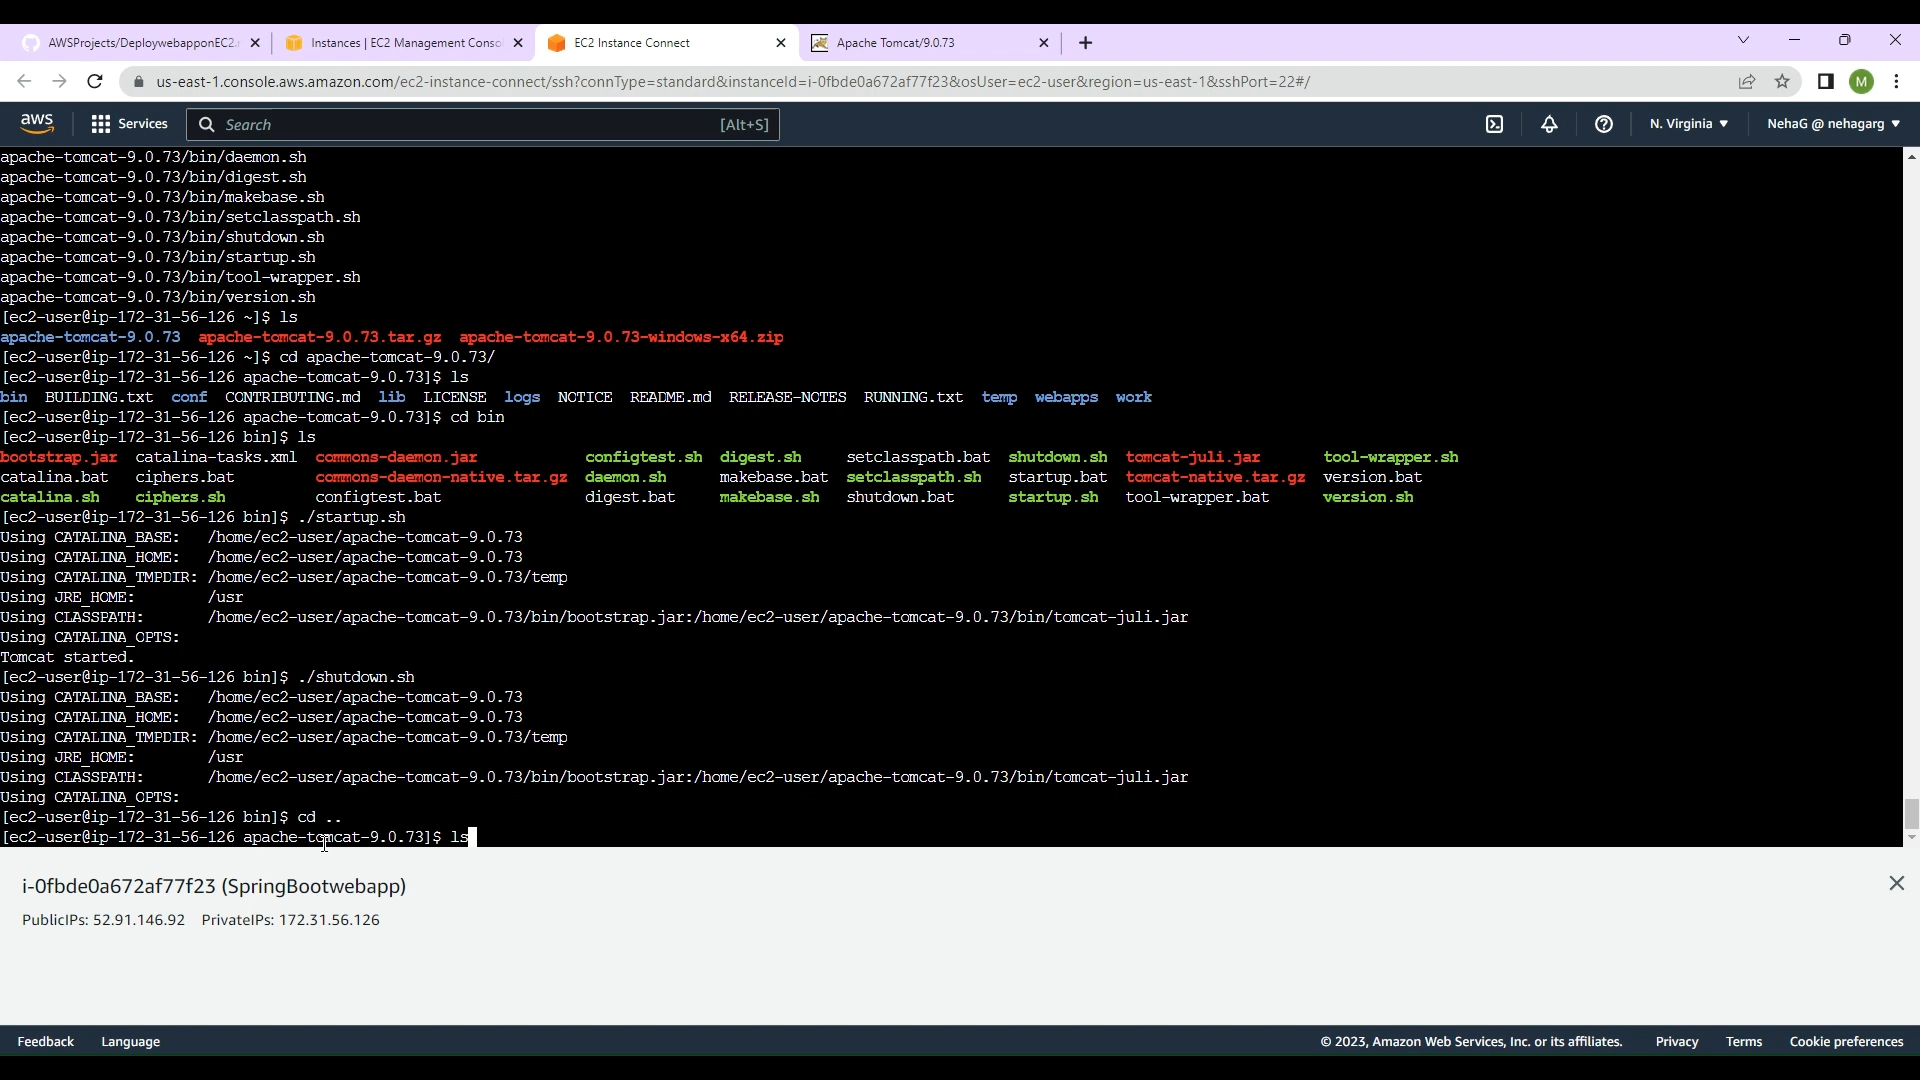 AWSProjects/DeploywebapponEC2.
Instances | EC2 Management Conso
EC2 Instance Connect
Apache Tomcat/9.0.73
us-east-1.console.aws.amazon.com/ec2-instance-connect/ssh?connType=standard&instanceId=i-0fbde0a672af77f23&osUser=ec2-user&region=us-east-1&sshPort=22#/
M
aws
Services
Search
[Alt+S]
N. Virginia
NehaG @ nehagarg
apache-tomcat-9.0.73/bin/daemon.sh
apache-tomcat-9.0.73/bin/digest.sh
apache-tomcat-9.0.73/bin/makebase.sh
apache-tomcat-9.0.73/bin/setclasspath.sh
apache-tomcat-9.0.73/bin/shutdown.sh
apache-tomcat-9.0.73/bin/startup.sh
apache-tomcat-9.0.73/bin/tool-wrapper.sh
apache-tomcat-9.0.73/bin/version.sh
[ec2-user@ip-172-31-56-126 ~]$ ls
apache-tomcat-9.0.73 apache-tomcat-9.0.73.tar.gz apache-tomcat-9.0.73-windows-x64.zip
[ec2-user@ip-172-31-56-126 ~]$ cd apache-tomcat-9.0.73/
[ec2-user@ip-172-31-56-126 apache-tomcat-9.0.73]$ ls
bin BUILDING.txt conf CONTRIBUTING.md lib LICENSE logs NOTICE README.md RELEASE-NOTES RUNNING.txt temp webapps work
[ec2-user@ip-172-31-56-126 apache-tomcat-9.0.73]$ cd bin
[ec2-user@ip-172-31-56-126 bin]$ ls
bootstrap.jar catalina-tasks.xml commons-daemon.jar configtest.sh digest.sh setclasspath.bat shutdown.sh tomcat-juli.jar tool-wrapper.sh
catalina.bat ciphers.bat commons-daemon-native.tar.gz daemon.sh makebase.bat setclasspath.sh startup.bat tomcat-native.tar.gz version.bat
catalina.sh ciphers.sh configtest.bat digest.bat makebase.sh shutdown.bat startup.sh tool-wrapper.bat version.sh
[ec2-user@ip-172-31-56-126 bin]$ ./startup.sh
Using CATALINA_BASE: /home/ec2-user/apache-tomcat-9.0.73
Using CATALINA_HOME: /home/ec2-user/apache-tomcat-9.0.73
Using CATALINA_TMPDIR: /home/ec2-user/apache-tomcat-9.0.73/temp
Using JRE_HOME: /usr
Using CLASSPATH: /home/ec2-user/apache-tomcat-9.0.73/bin/bootstrap.jar:/home/ec2-user/apache-tomcat-9.0.73/bin/tomcat-juli.jar
Using CATALINA_OPTS:
Tomcat started.
[ec2-user@ip-172-31-56-126 bin]$ ./shutdown.sh
Using CATALINA_BASE: /home/ec2-user/apache-tomcat-9.0.73
Using CATALINA_HOME: /home/ec2-user/apache-tomcat-9.0.73
Using CATALINA_TMPDIR: /home/ec2-user/apache-tomcat-9.0.73/temp
Using JRE_HOME: /usr
Using CLASSPATH: /home/ec2-user/apache-tomcat-9.0.73/bin/bootstrap.jar:/home/ec2-user/apache-tomcat-9.0.73/bin/tomcat-juli.jar
Using CATALINA_OPTS:
[ec2-user@ip-172-31-56-126 bin]$ cd ..
[ec2-user@ip-172-31-56-126 apache-tomcat-9.0.73]$ ls
i-0fbde0a672af77f23 (SpringBootwebapp)
PublicIPs: 52.91.146.92 PrivateIPs: 172.31.56.126
Feedback
Language
© 2023, Amazon Web Services, Inc. or its affiliates.
Privacy
Terms
Cookie preferences